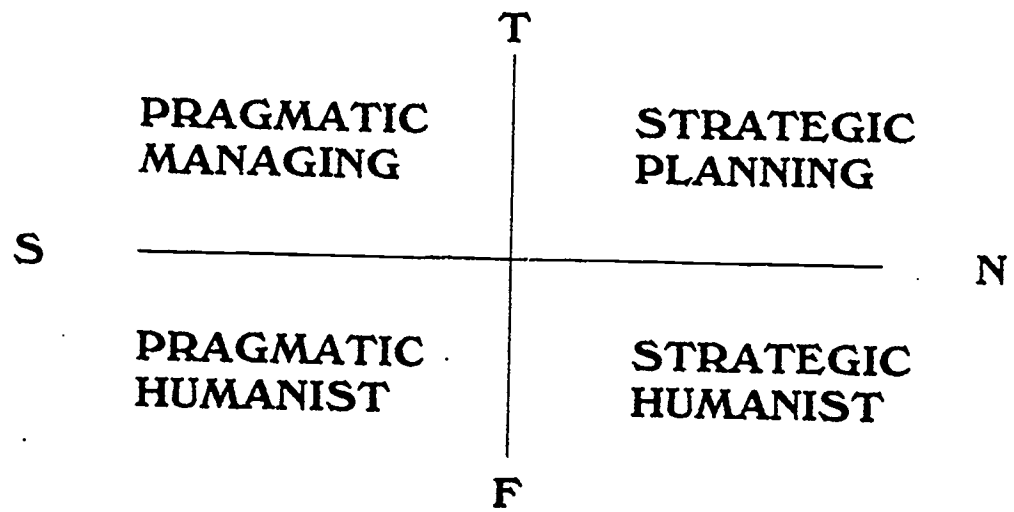 T
PRAGMATIC
MANAGING
STRATEGIC
PLANNING
S
N
PRAGMATIC
HUMANIST
STRATEGIC
HUMANIST
F